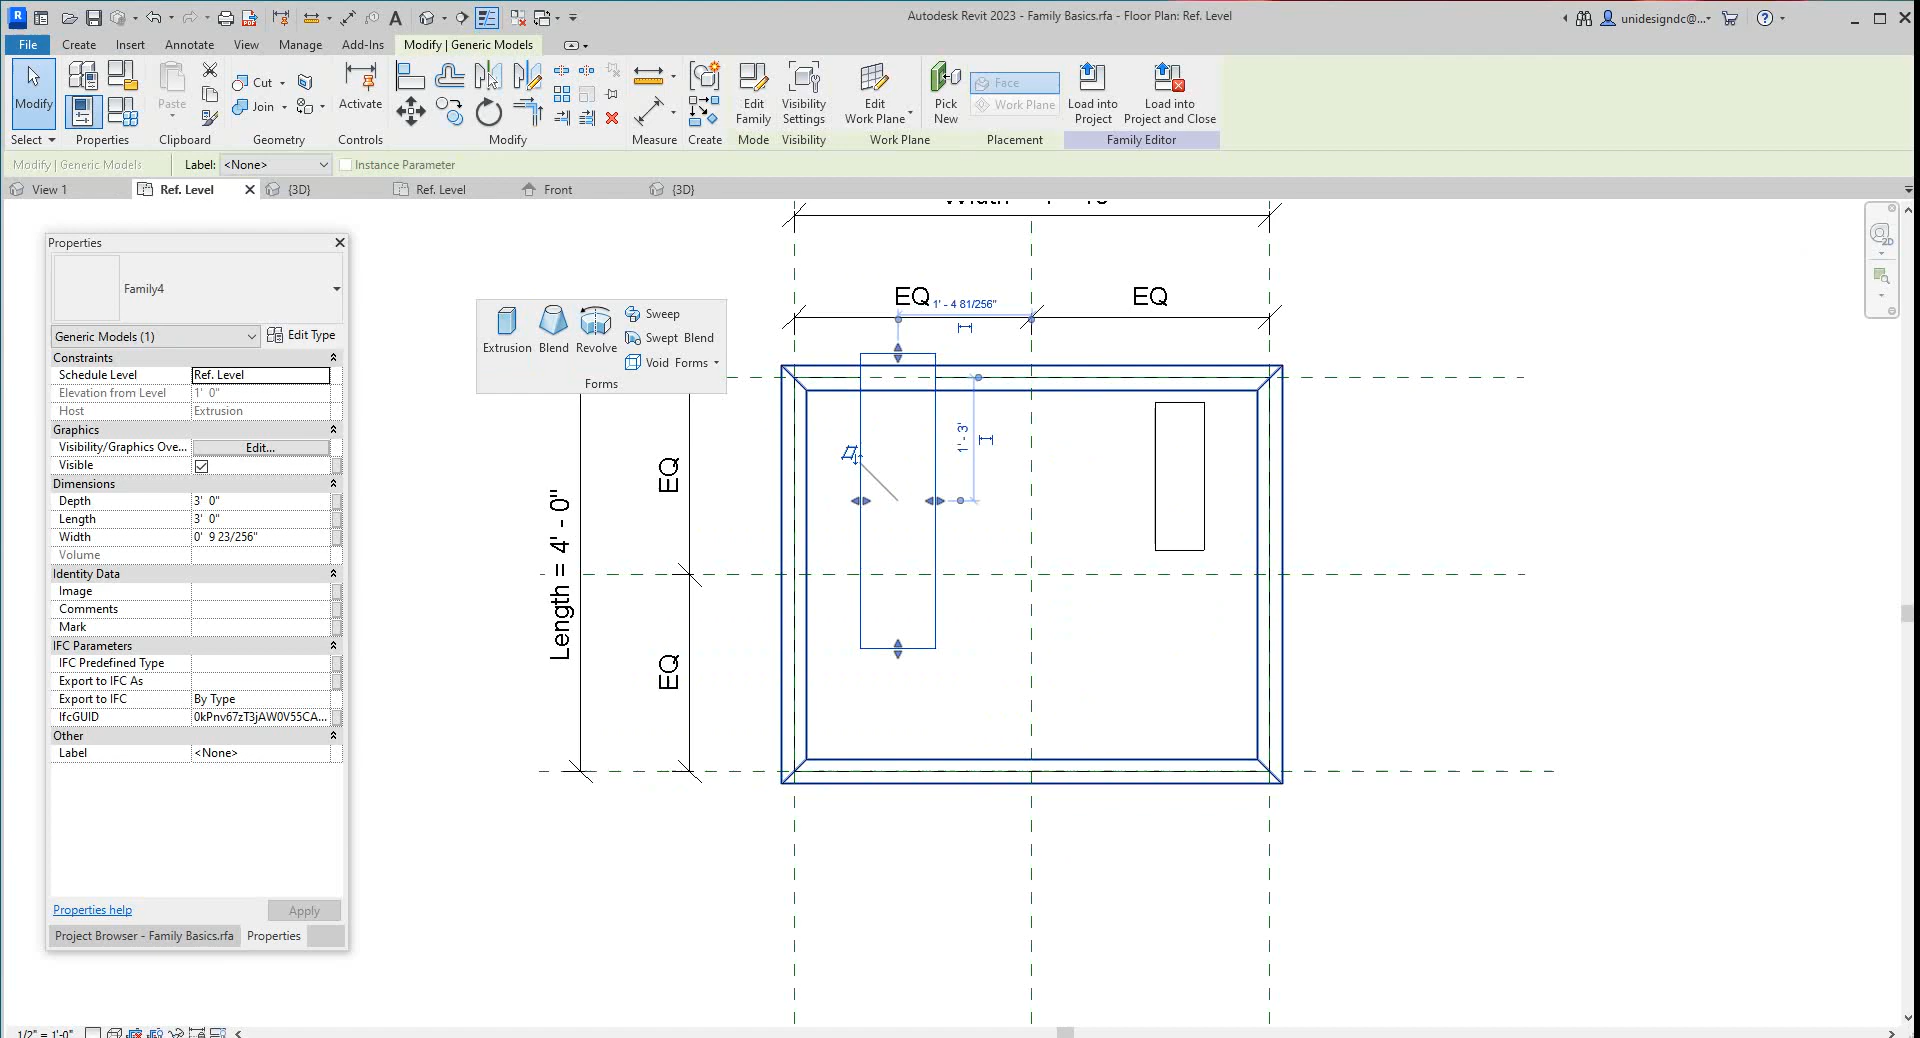 Autodesk Revit 2023 - Family Basics.rfa - Floor Plan: Ref. Level
unidesigndc@...
File Create Insert Annotate View Manage Add-Ins Modify | Generic Models
Modify
Select
Properties
Paste
Clipboard
Cut
Join
Geometry
Activate
Controls
Modify
Measure
Create
Edit Family
Mode
Visibility Settings
Visibility
Edit Work Plane
Work Plane
Pick New
Face
Work Plane
Placement
Load into Project
Load into Project and Close
Family Editor
Modify | Generic Models Label: <None> Instance Parameter
View 1 Ref. Level {3D} Ref. Level Front {3D}
Properties
Family4
Generic Models (1) Edit Type
Constraints
Schedule Level Ref. Level
Elevation from Level 1' 0"
Host Extrusion
Graphics
Visibility/Graphics Ove... Edit...
Visible
Dimensions
Depth 3' 0"
Length 3' 0"
Width 0' 9 23/256"
Volume
Identity Data
Image
Comments
Mark
IFC Parameters
IFC Predefined Type
Export to IFC As
Export to IFC By Type
IfcGUID 0kPnv67zT3jAW0V55CA...
Other
Label <None>
Properties help Apply
Project Browser - Family Basics.rfa Properties
Extrusion Blend Revolve
Sweep
Swept Blend
Void Forms
Forms
EQ 1' - 4 81/256" EQ
1' - 3"
EQ
Length = 4' - 0"
EQ
2D
1/2" = 1'-0"